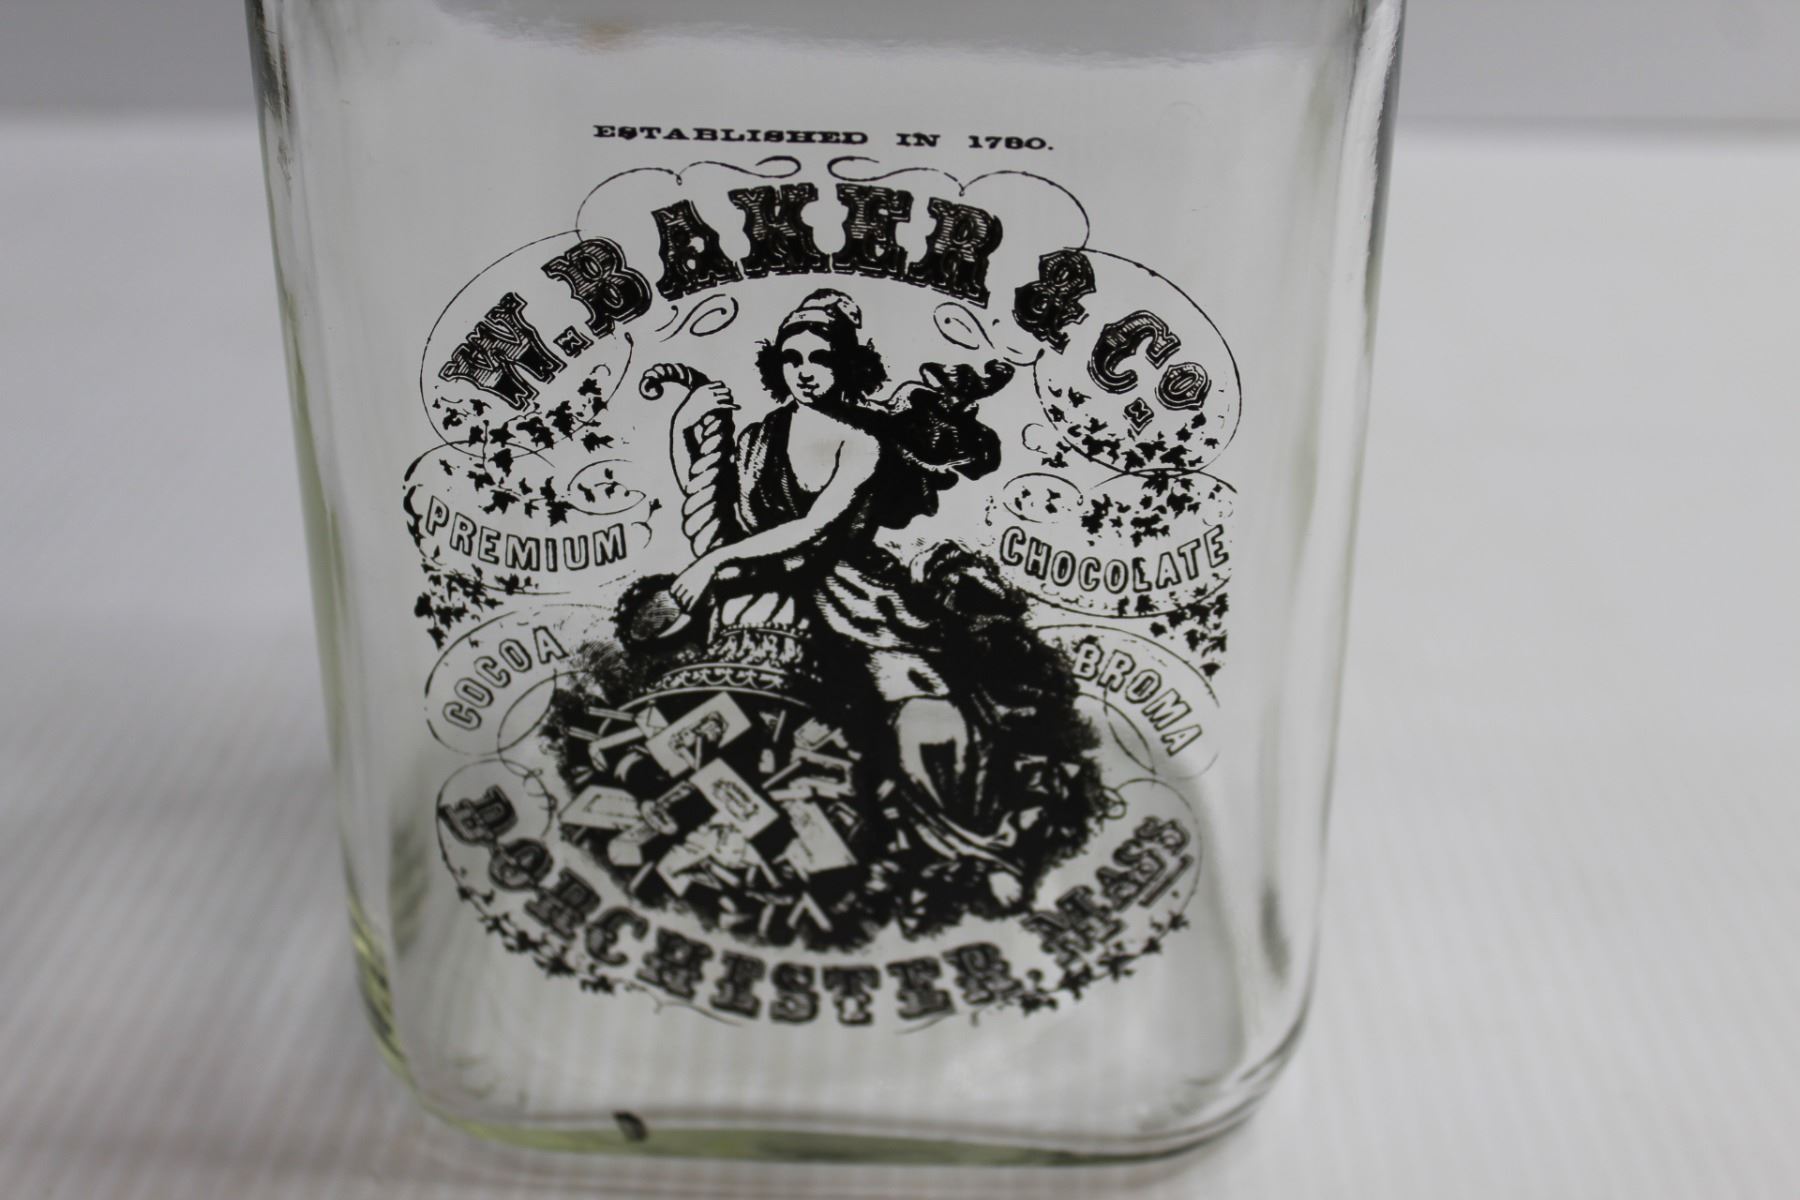 ESTABLISHED IN 1780.
W. BAKER & Co.
PREMIUM
CHOCOLATE
COCOA
BROMA
DORCHESTER, MASS